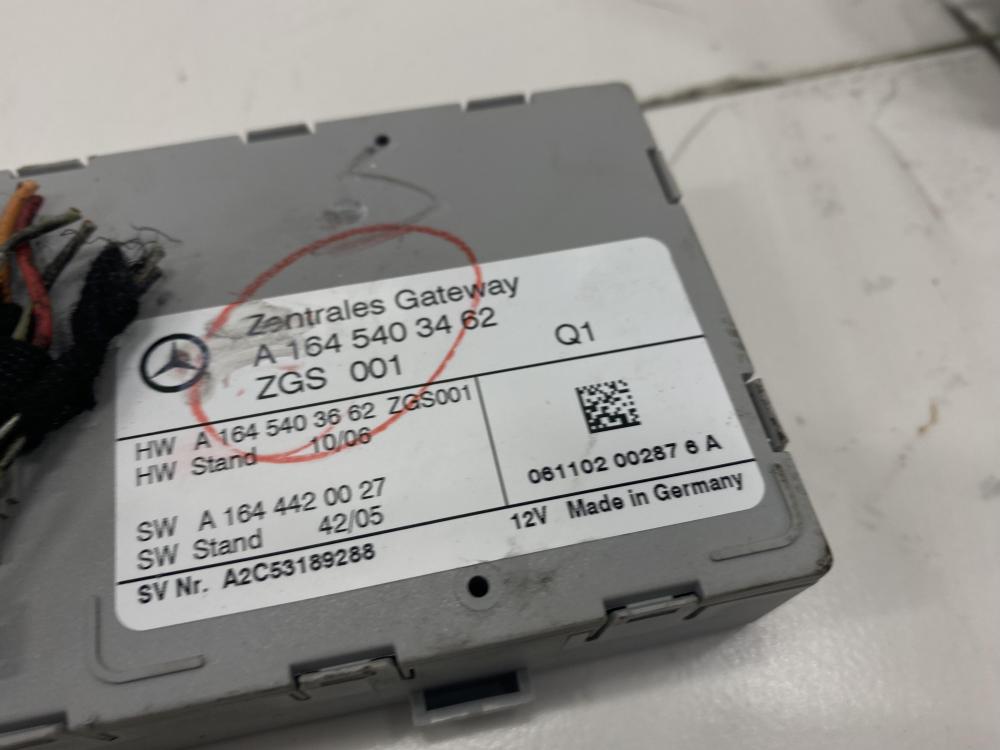 Zentrales Gateway
A 164 540 34 62
ZGS 001
Q1
HW A 164 540 36 62 ZGS001
HW Stand 10/06
SW A 164 442 00 27
SW Stand 42/05
061102 00287 6 A
SV Nr. A2C53189288
12V Made in Germany